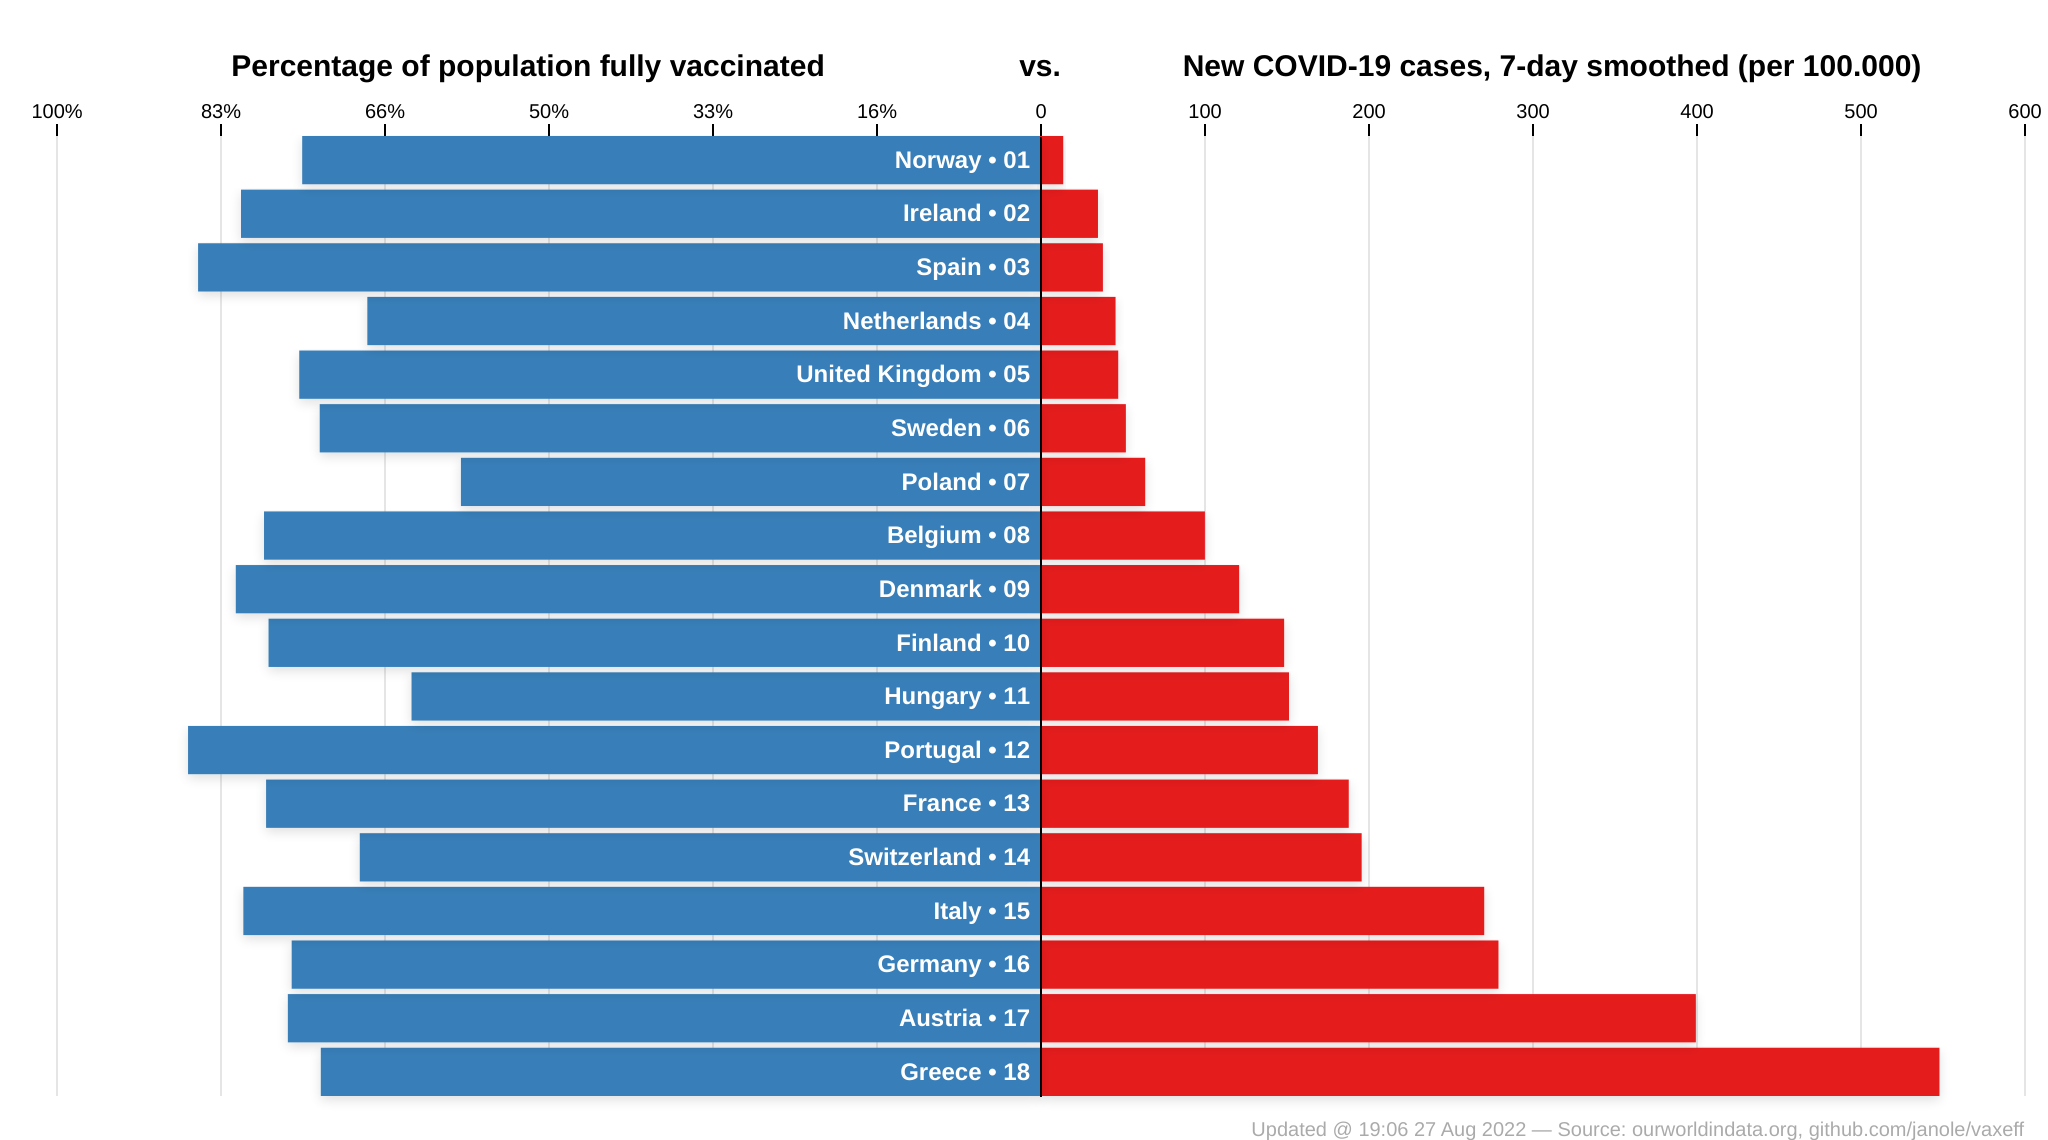 Percentage of population fully vaccinated vs. New COVID-19 cases, 7-day smoothed (per 100.000)
100% 83% 66% 50% 33% 16% 0 100 200 300 400 500 600
Norway • 01
Ireland • 02
Spain • 03
Netherlands • 04
United Kingdom • 05
Sweden • 06
Poland • 07
Belgium • 08
Denmark • 09
Finland • 10
Hungary • 11
Portugal • 12
France • 13
Switzerland • 14
Italy • 15
Germany • 16
Austria • 17
Greece • 18
Updated @ 19:06 27 Aug 2022 — Source: ourworldindata.org, github.com/janole/vaxeff